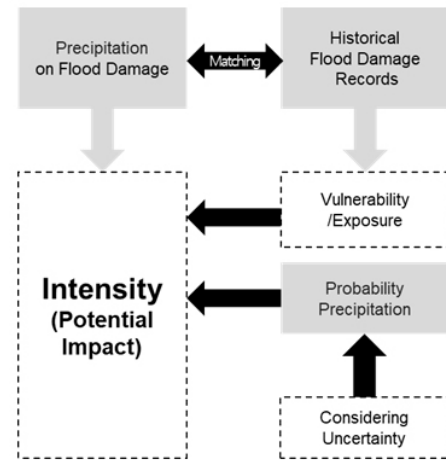 Precipitation
on Flood Damage
Matching
Historical
Flood Damage
Records
Vulnerability
/Exposure
Intensity
(Potential
Impact)
Probability
Precipitation
Considering
Uncertainty